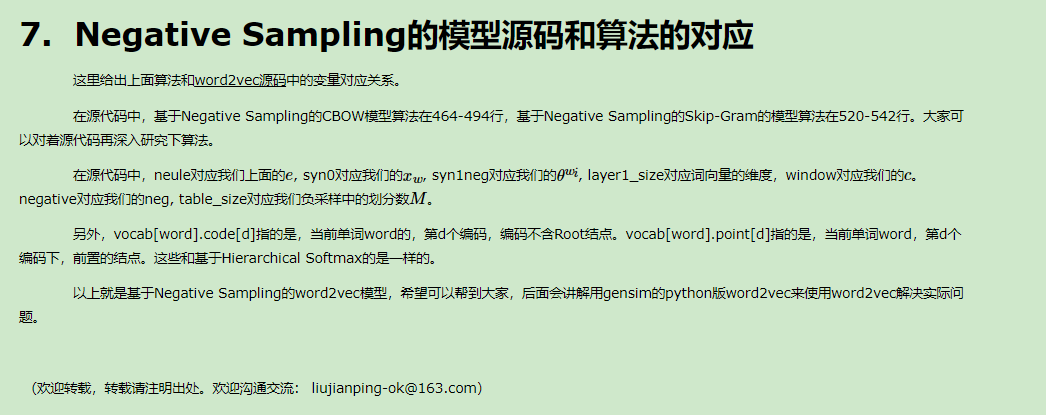 7. Negative Sampling的模型源码和算法的对应
这里给出上面算法和word2vec源码中的变量对应关系。
在源代码中，基于Negative Sampling的CBOW模型算法在464-494行，基于Negative Sampling的Skip-Gram的模型算法在520-542行。大家可
以对着源代码再深入研究下算法。
在源代码中，neule对应我们上面的e, syn0对应我们的x_w, syn1neg对应我们的θ^{w_i}, layer1_size对应词向量的维度，window对应我们的c。
negative对应我们的neg, table_size对应我们负采样中的划分数M。
另外，vocab[word].code[d]指的是，当前单词word的，第d个编码，编码不含Root结点。vocab[word].point[d]指的是，当前单词word，第d个
编码下，前置的结点。这些和基于Hierarchical Softmax的是一样的。
以上就是基于Negative Sampling的word2vec模型，希望可以帮到大家，后面会讲解用gensim的python版word2vec来使用word2vec解决实际问
题。
（欢迎转载，转载请注明出处。欢迎沟通交流： liujianping-ok@163.com）